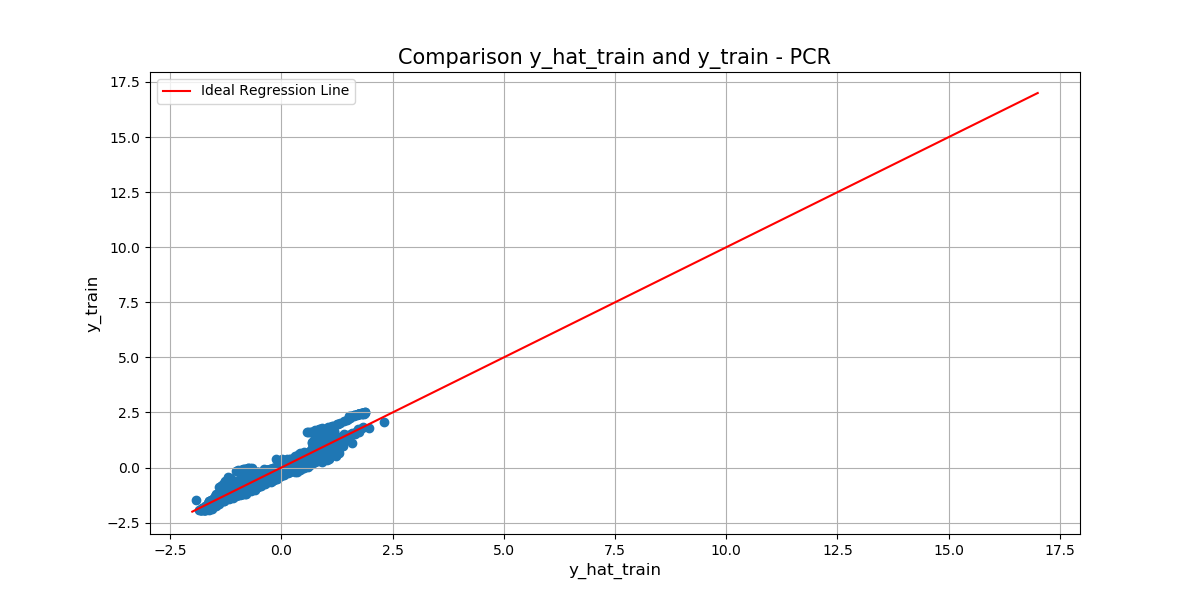 Comparison y_hat_train and y_train - PCR
Ideal Regression Line
17.5
15.0
12.5
10.0
7.5
5.0
2.5
0.0
−2.5
y_train
−2.5 0.0 2.5 5.0 7.5 10.0 12.5 15.0 17.5
y_hat_train